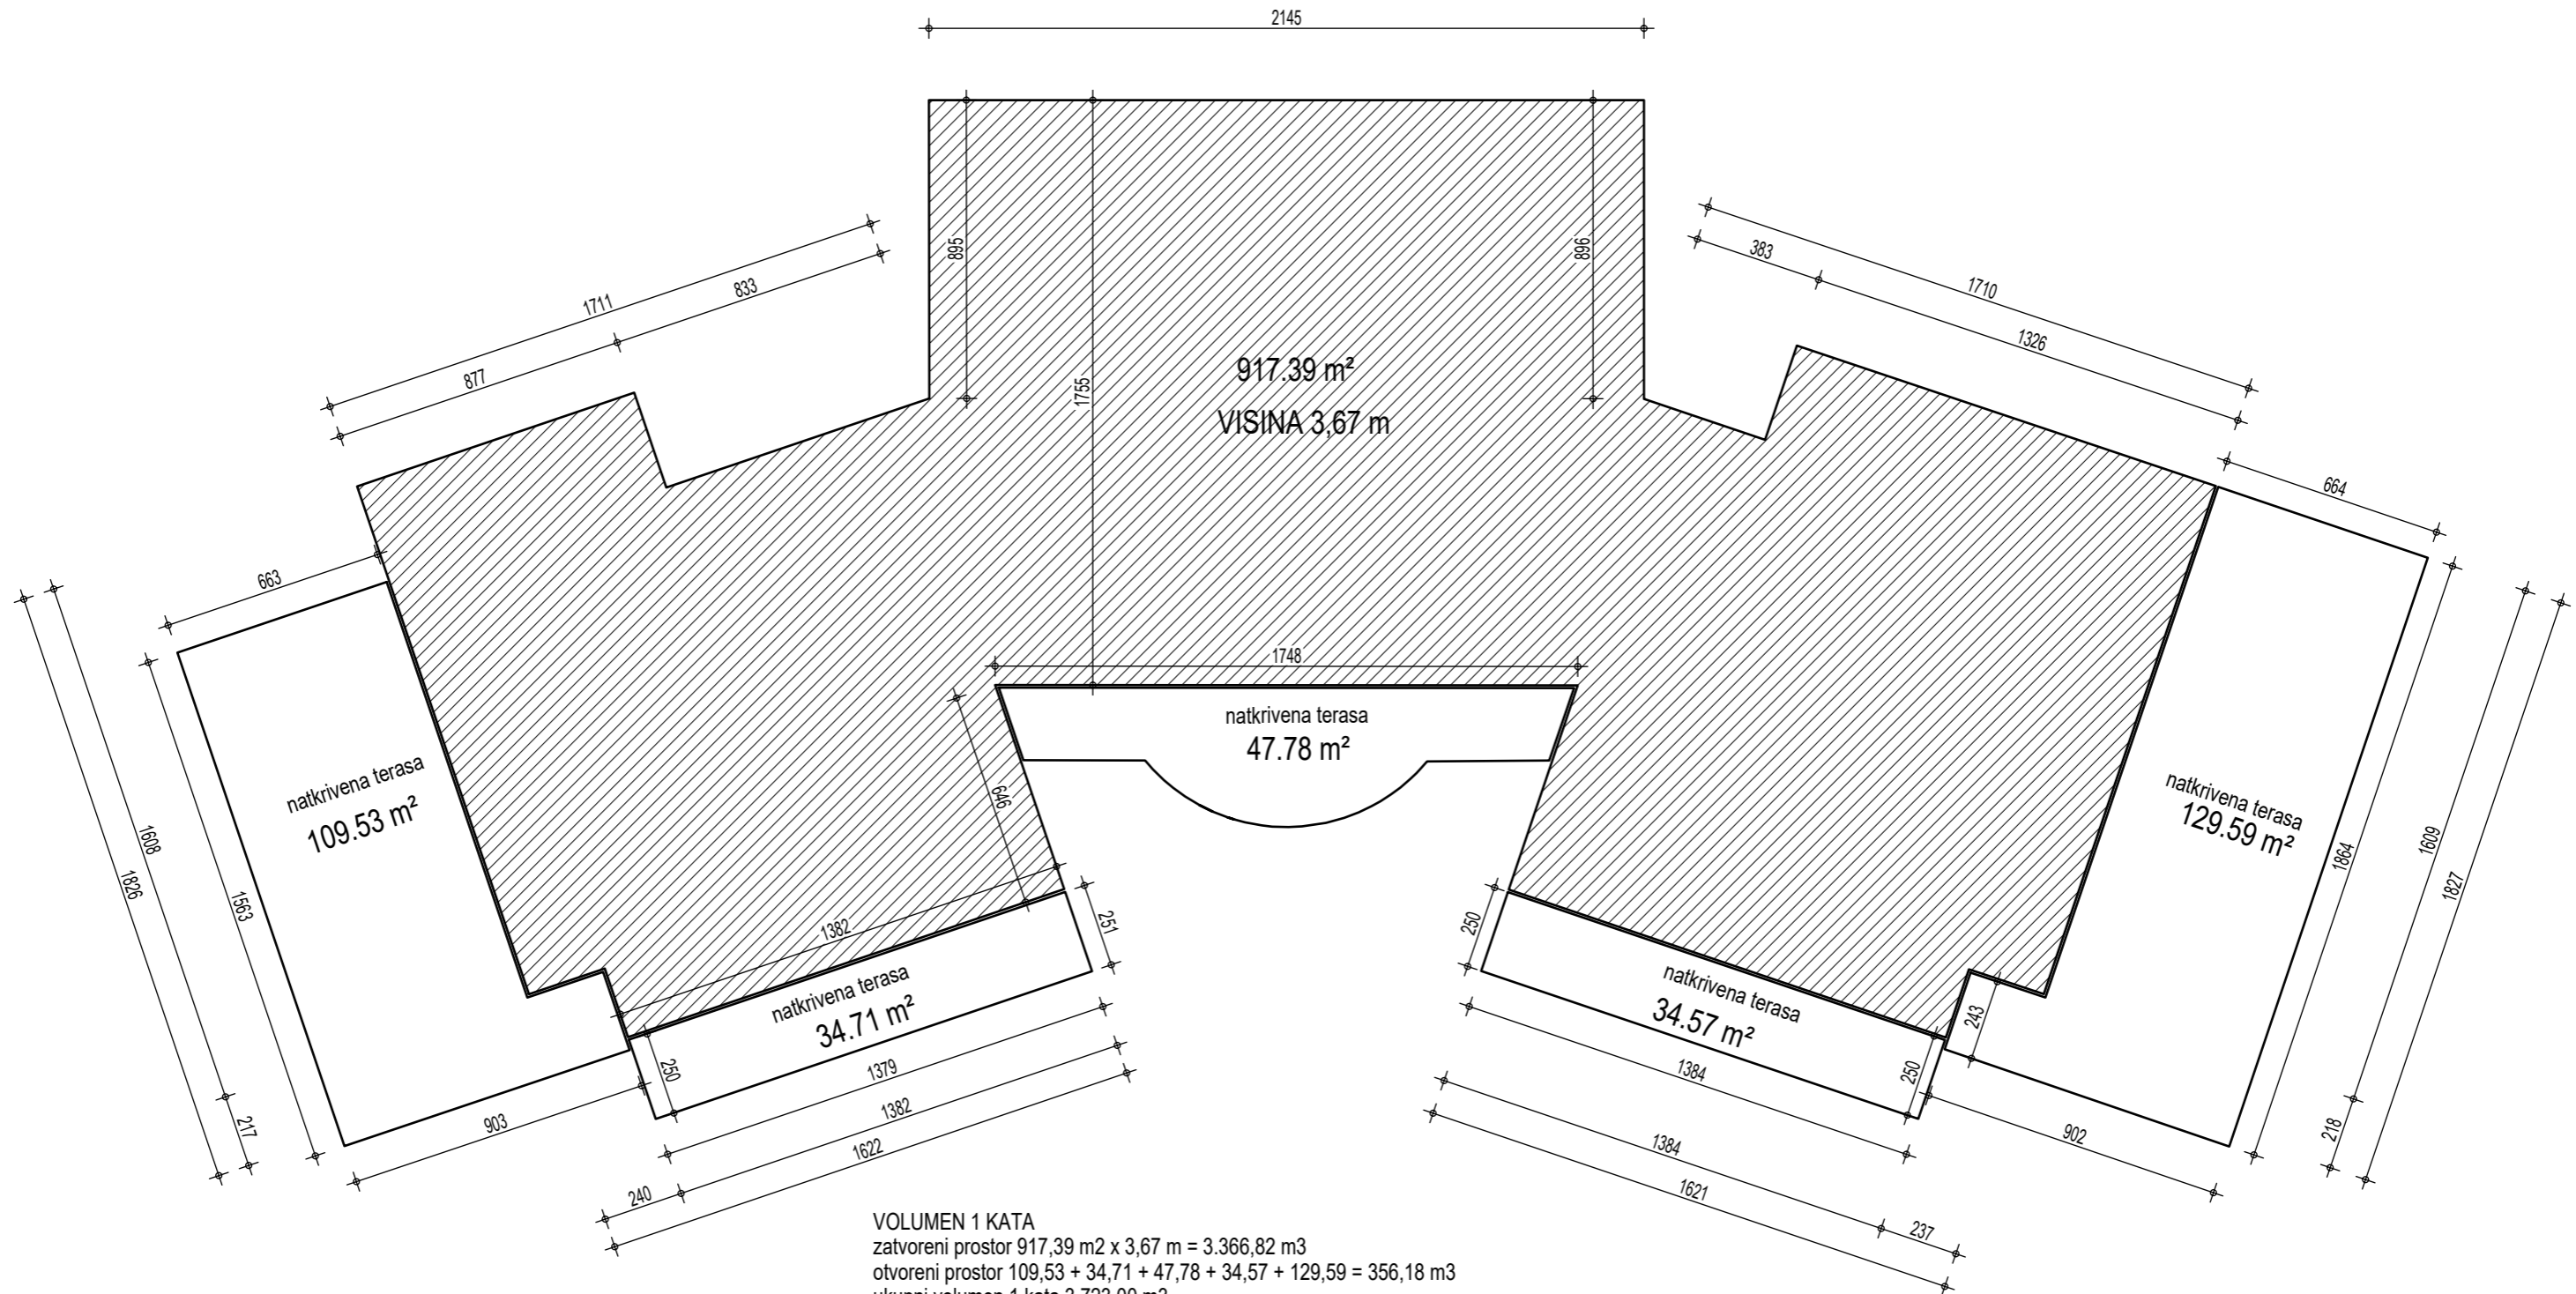 2145
895
1755
896
1711
833
877
383
1710
1326
917.39 m²
VISINA 3,67 m
664
663
1748
natkrivena terasa
47.78 m²
646
natkrivena terasa
109.53 m²
natkrivena terasa
129.59 m²
1608
1826
1563
217
1609
1827
1864
218
1382
251
250
natkrivena terasa
34.71 m²
natkrivena terasa
34.57 m²
243
250
250
903
1379
1382
1622
240
1384
1384
1621
237
902
VOLUMEN 1 KATA
zatvoreni prostor 917,39 m2 x 3,67 m = 3.366,82 m3
otvoreni prostor 109,53 + 34,71 + 47,78 + 34,57 + 129,59 = 356,18 m3